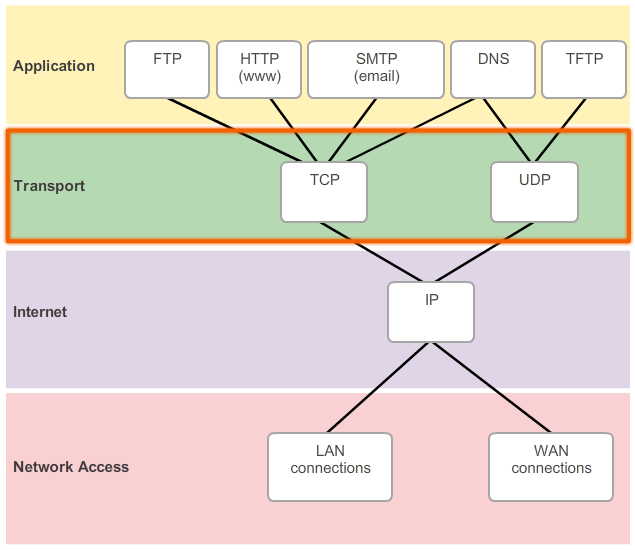 Application
FTP
HTTP
(www)
SMTP
(email)
DNS
TFTP
Transport
TCP
UDP
Internet
IP
Network Access
LAN
connections
WAN
connections